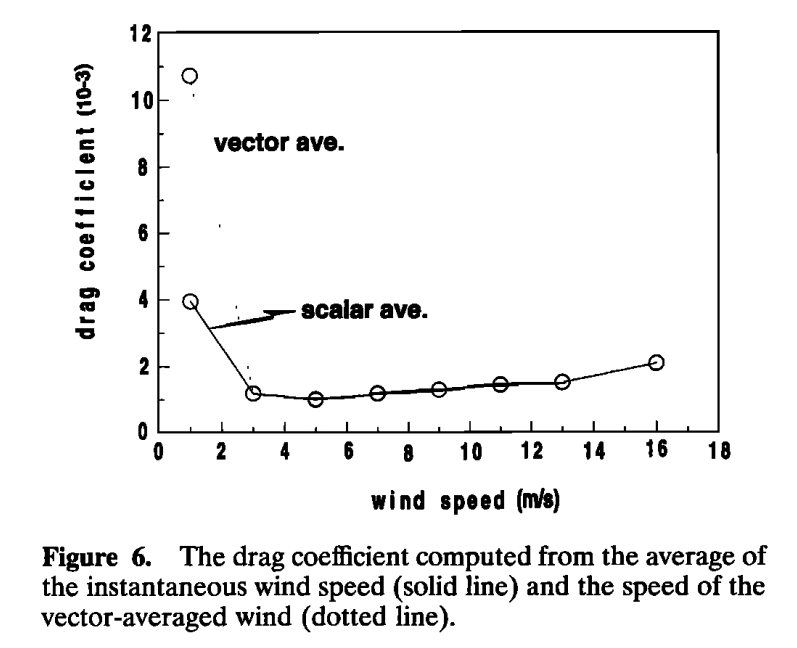 12
10
8
6
4
2
0
drag coefficient (10-3)
vector ave.
scalar ave.
0 2 4 6 8 10 12 14 16 18
wind speed (m/s)
Figure 6. The drag coefficient computed from the average of
the instantaneous wind speed (solid line) and the speed of the
vector-averaged wind (dotted line).